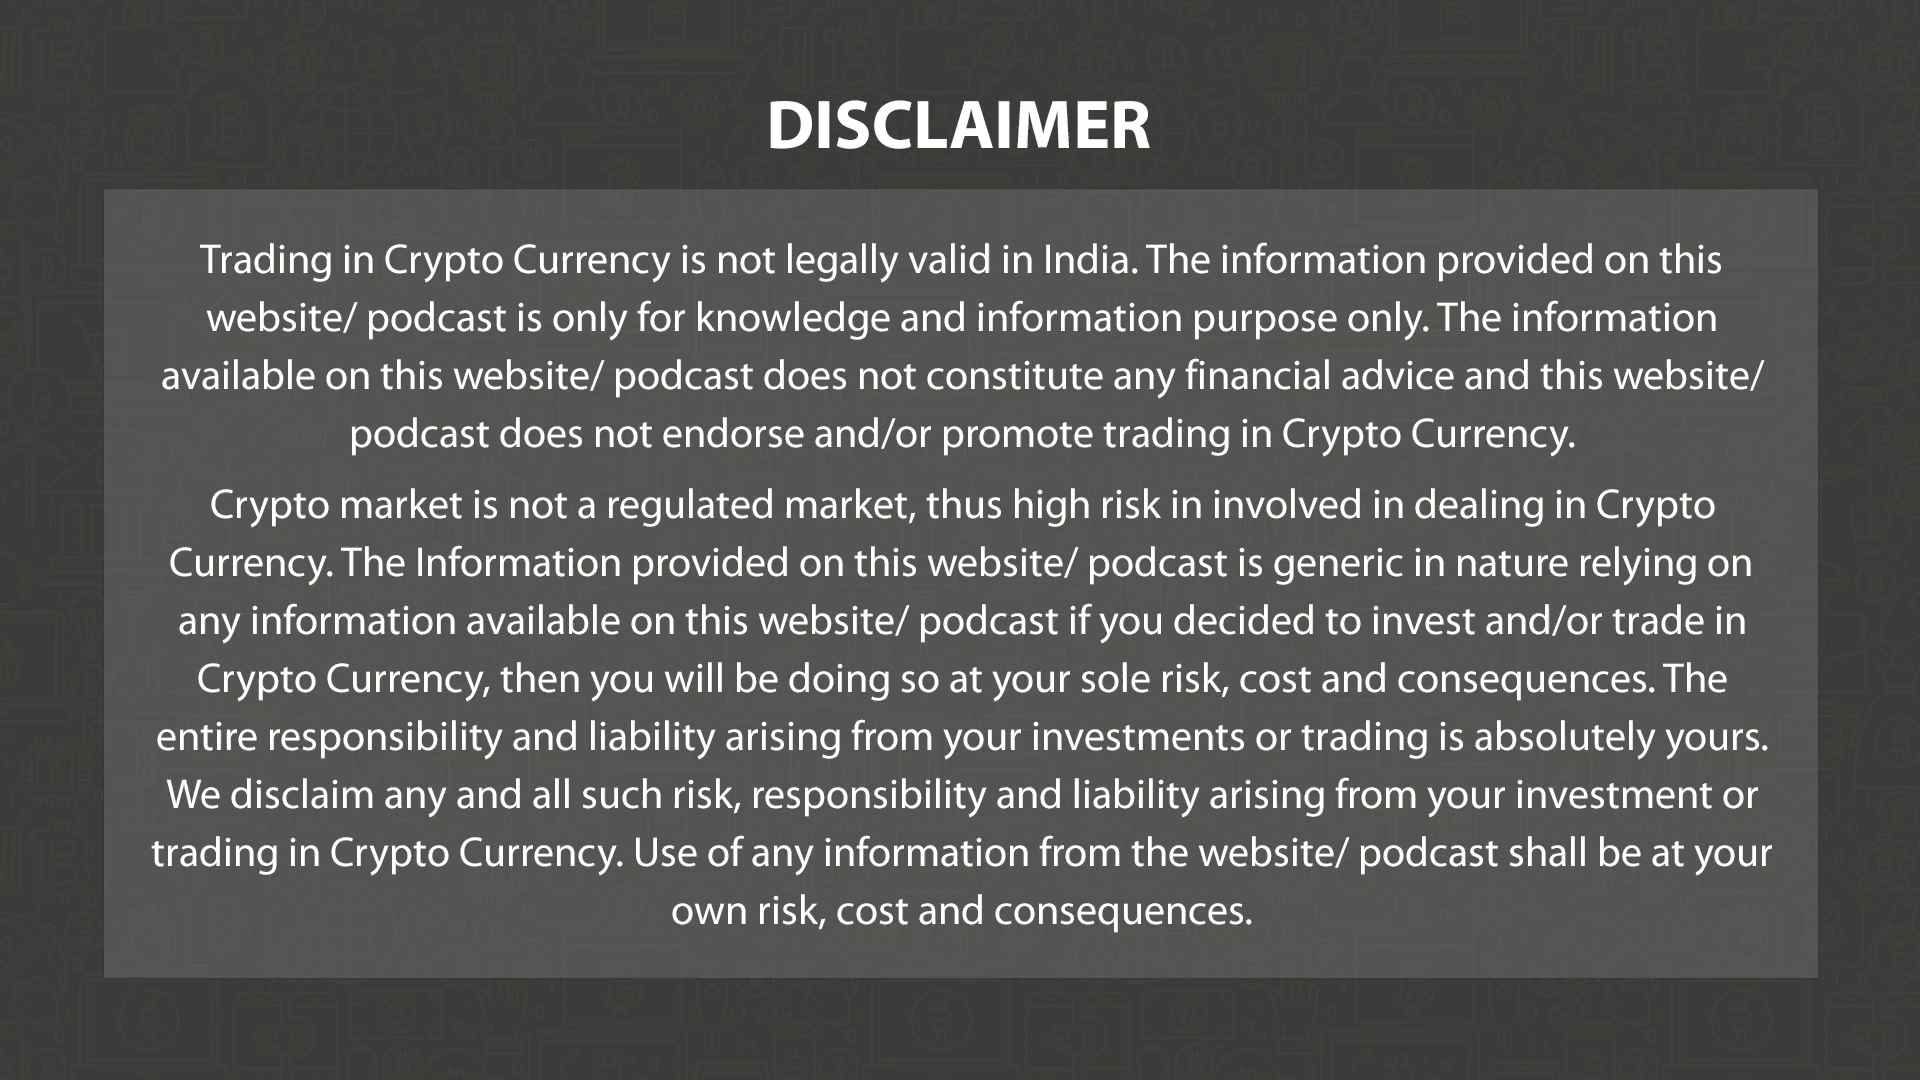 DISCLAIMER
Trading in Crypto Currency is not legally valid in India. The information provided on this
website/ podcast is only for knowledge and information purpose only. The information
available on this website/ podcast does not constitute any financial advice and this website/
podcast does not endorse and/or promote trading in Crypto Currency.
Crypto market is not a regulated market, thus high risk in involved in dealing in Crypto
Currency. The Information provided on this website/ podcast is generic in nature relying on
any information available on this website/ podcast if you decided to invest and/or trade in
Crypto Currency, then you will be doing so at your sole risk, cost and consequences. The
entire responsibility and liability arising from your investments or trading is absolutely yours.
We disclaim any and all such risk, responsibility and liability arising from your investment or
trading in Crypto Currency. Use of any information from the website/ podcast shall be at your
own risk, cost and consequences.